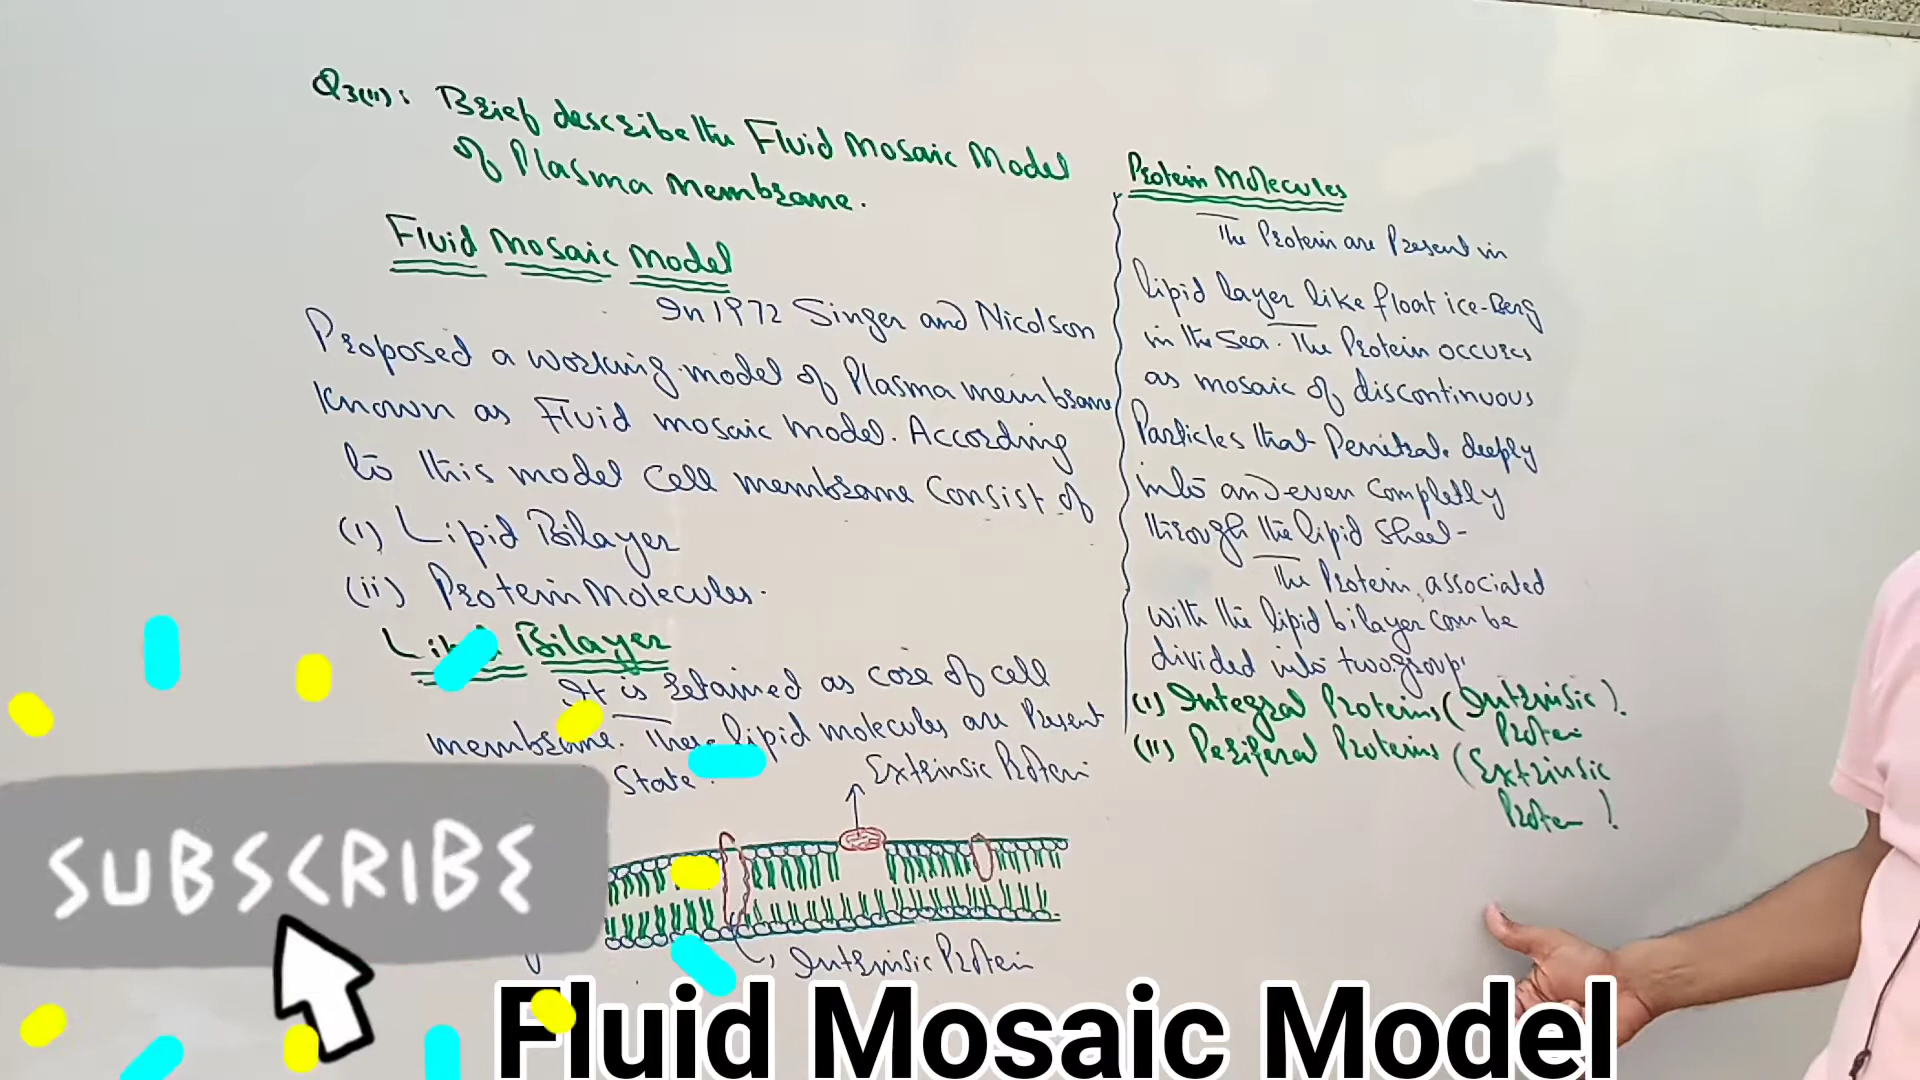 Q3(ii): Brief describe the Fluid Mosaic Model
of Plasma Membrane.
Fluid Mosaic Model
In 1972 Singer and Nicolson
Proposed a working model of Plasma membrane
Known as Fluid mosaic model. According
to this model cell membrane consist of
(i) Lipid Bilayer
(ii) Protein Molecules.
Bilayer
It is retained as core of cell
membrane. These lipid molecules are Present
State.
Extrinsic Protein
Intrinsic Protein
Protein Molecules
The Protein are Present in
lipid layer like float ice-Berg
in the Sea. The Protein occures
as mosaic of discontinuous
Particles that Penitrate deeply
into and even completly
through the lipid sheet-
The Protein, associated
with the lipid bilayer can be
divided into two group
(i) Integral Proteins (Intrinsic
Protein).
(ii) Periferal Proteins (Extrinsic
Protein)
SUBSCRIBE
Fluid Mosaic Model